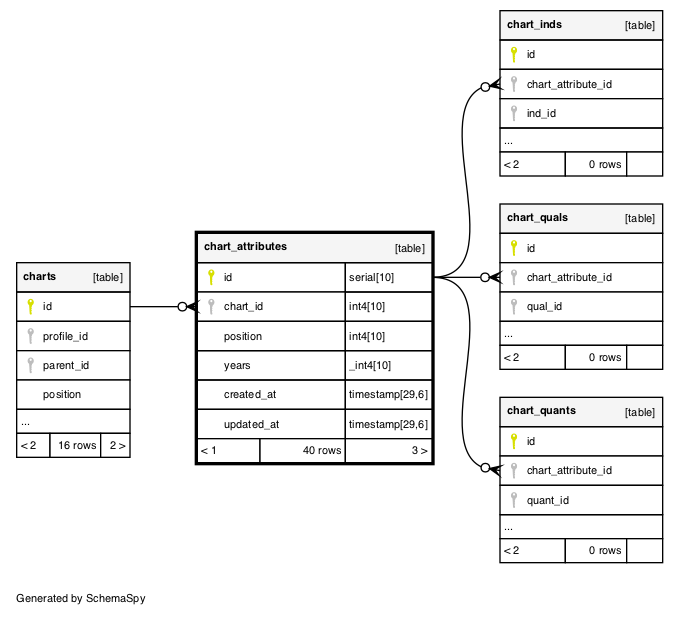 chart_inds [table]
id
chart_attribute_id
ind_id
...
< 2 0 rows
chart_quals [table]
id
chart_attribute_id
qual_id
...
< 2 0 rows
chart_attributes [table]
id serial[10]
chart_id int4[10]
position int4[10]
years _int4[10]
created_at timestamp[29,6]
updated_at timestamp[29,6]
< 1 40 rows 3 >
charts [table]
id
profile_id
parent_id
position
...
< 2 16 rows 2 >
chart_quants [table]
id
chart_attribute_id
quant_id
...
< 2 0 rows
Generated by SchemaSpy